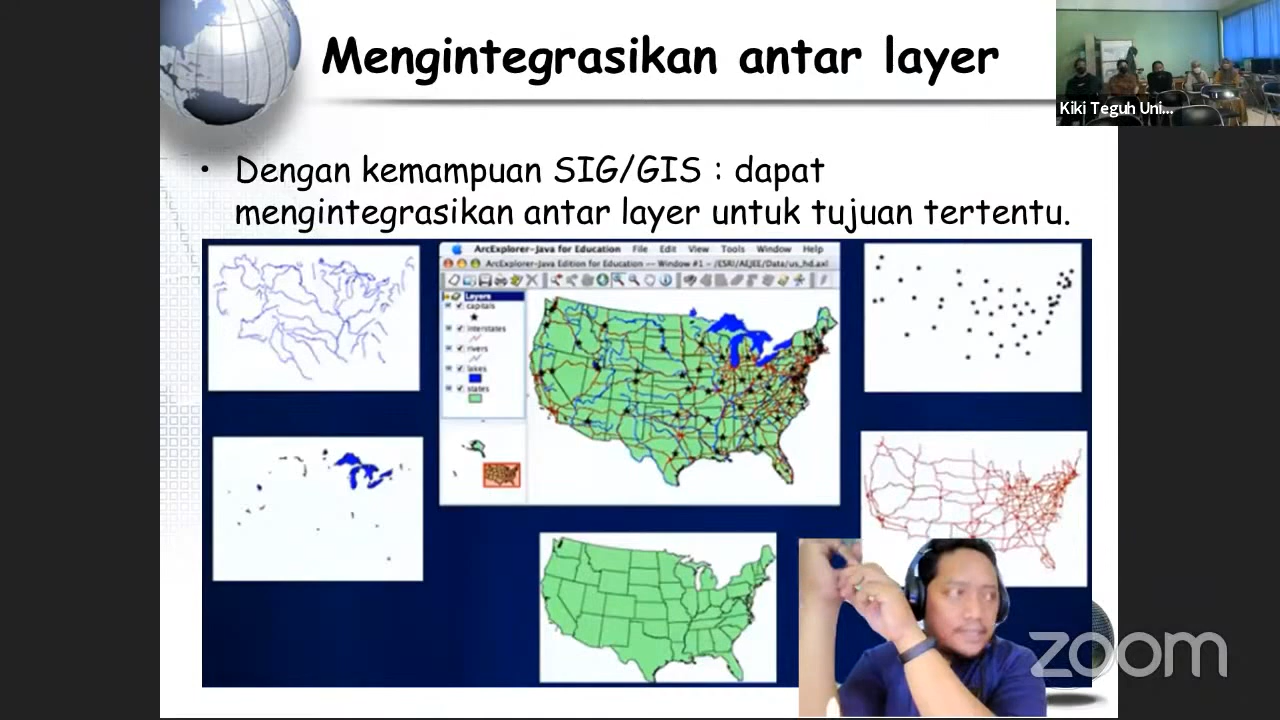 Mengintegrasikan antar layer
Kiki Teguh Uni...
• Dengan kemampuan SIG/GIS : dapat
mengintegrasikan antar layer untuk tujuan tertentu.
ArcExplorer-Java for Education File Edit View Tools Window Help
ArcExplorer-Java Edition for Education — Window #1 - /ESRI/AEJEE/Data/us_hd.axl
Layers
capitals
interstates
rivers
lakes
states
zoom